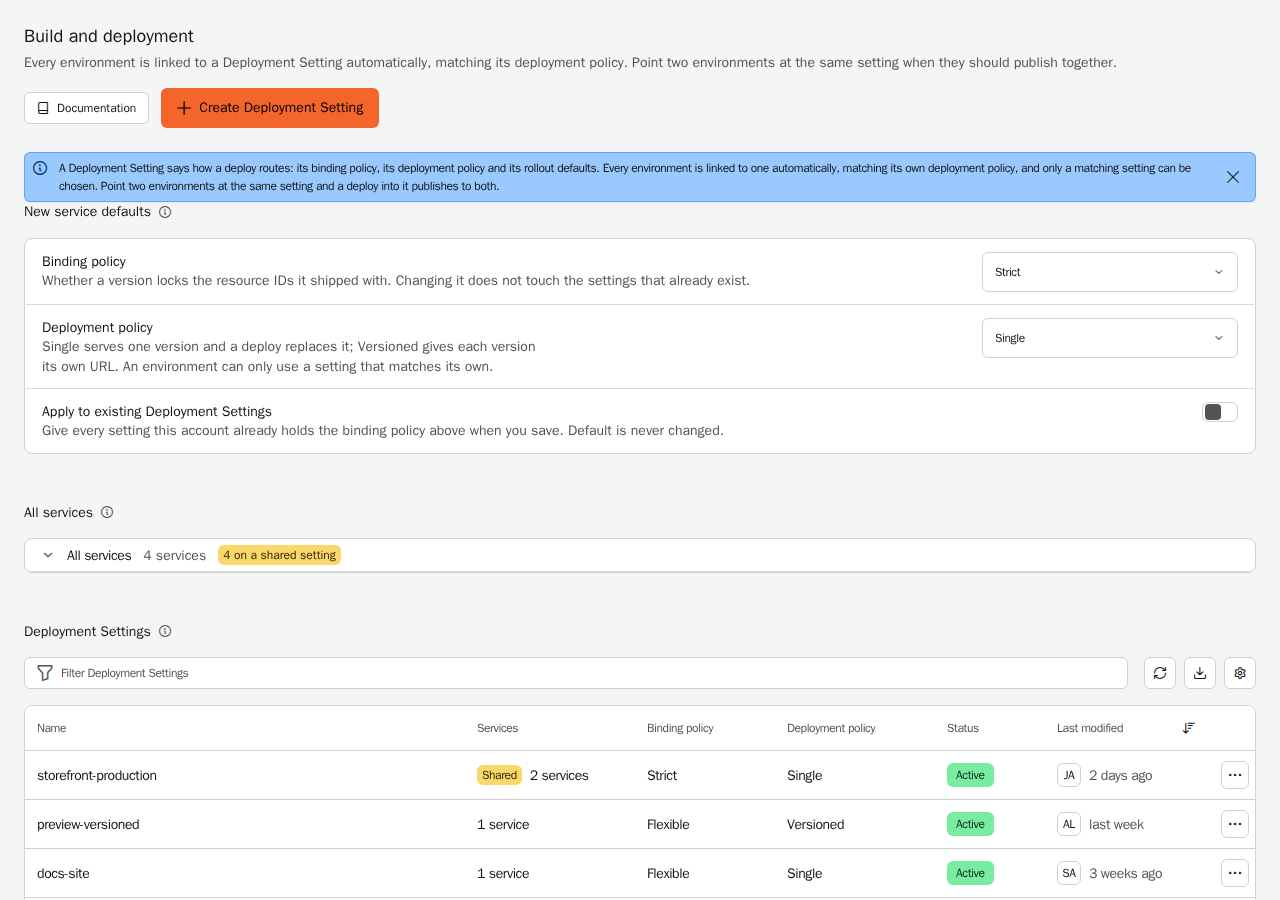 Build and deployment
Every environment is linked to a Deployment Setting automatically, matching its deployment policy. Point two environments at the same setting when they should publish together.
Documentation
Create Deployment Setting
A Deployment Setting says how a deploy routes: its binding policy, its deployment policy and its rollout defaults. Every environment is linked to one automatically, matching its own deployment policy, and only a matching setting can be
chosen. Point two environments at the same setting and a deploy into it publishes to both.
New service defaults
Binding policy
Whether a version locks the resource IDs it shipped with. Changing it does not touch the settings that already exist.
Strict
Deployment policy
Single serves one version and a deploy replaces it; Versioned gives each version
its own URL. An environment can only use a setting that matches its own.
Single
Apply to existing Deployment Settings
Give every setting this account already holds the binding policy above when you save. Default is never changed.
All services
All services 4 services 4 on a shared setting
Deployment Settings
Filter Deployment Settings
Name Services Binding policy Deployment policy Status Last modified
storefront-production Shared 2 services Strict Single Active JA 2 days ago
preview-versioned 1 service Flexible Versioned Active AL last week
docs-site 1 service Flexible Single Active SA 3 weeks ago